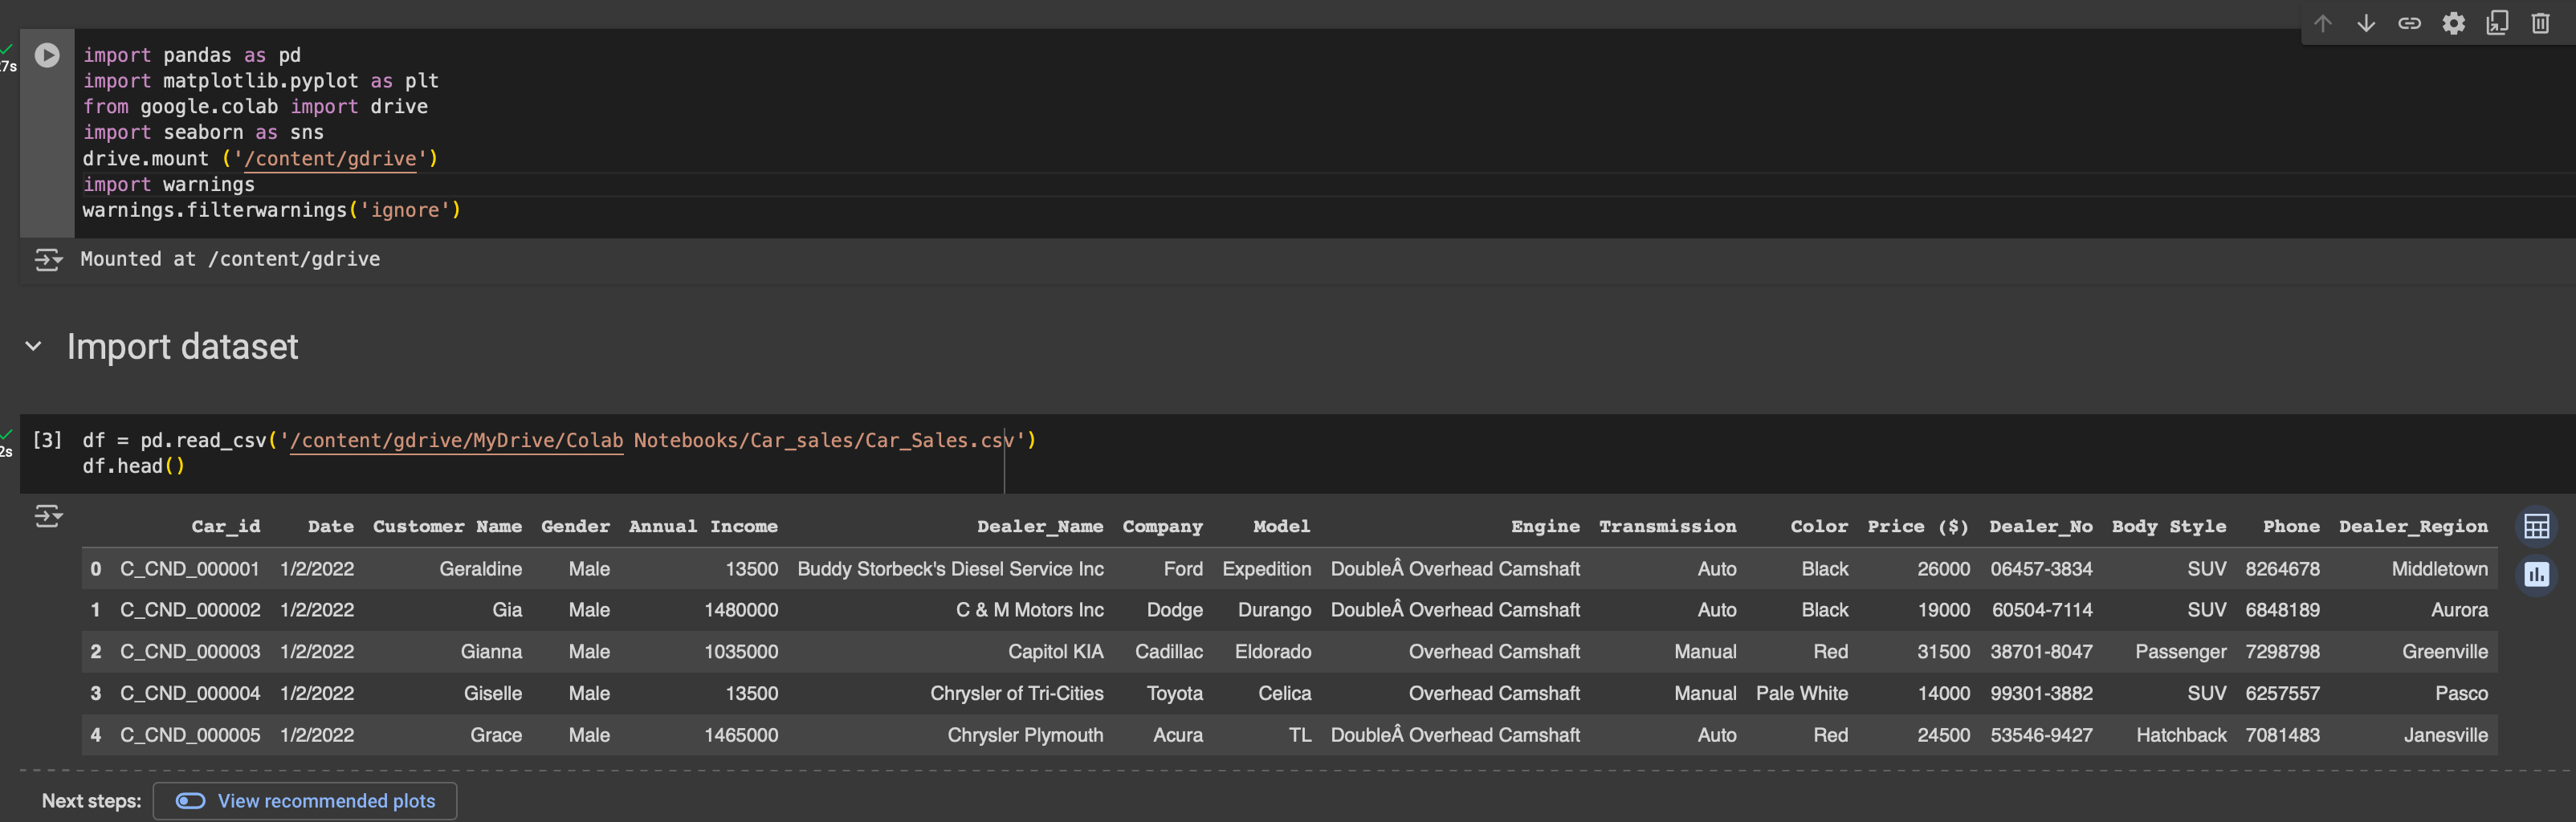 7s
import pandas as pd
import matplotlib.pyplot as plt
from google.colab import drive
import seaborn as sns
drive.mount ('/content/gdrive')
import warnings
warnings.filterwarnings('ignore')
Mounted at /content/gdrive
Import dataset
[3] df = pd.read_csv('/content/gdrive/MyDrive/Colab Notebooks/Car_sales/Car_Sales.csv')
2s df.head()
Car_id Date Customer Name Gender Annual Income Dealer_Name Company Model Engine Transmission Color Price ($) Dealer_No Body Style Phone Dealer_Region
0 C_CND_000001 1/2/2022 Geraldine Male 13500 Buddy Storbeck's Diesel Service Inc Ford Expedition DoubleÂ Overhead Camshaft Auto Black 26000 06457-3834 SUV 8264678 Middletown
1 C_CND_000002 1/2/2022 Gia Male 1480000 C & M Motors Inc Dodge Durango DoubleÂ Overhead Camshaft Auto Black 19000 60504-7114 SUV 6848189 Aurora
2 C_CND_000003 1/2/2022 Gianna Male 1035000 Capitol KIA Cadillac Eldorado Overhead Camshaft Manual Red 31500 38701-8047 Passenger 7298798 Greenville
3 C_CND_000004 1/2/2022 Giselle Male 13500 Chrysler of Tri-Cities Toyota Celica Overhead Camshaft Manual Pale White 14000 99301-3882 SUV 6257557 Pasco
4 C_CND_000005 1/2/2022 Grace Male 1465000 Chrysler Plymouth Acura TL DoubleÂ Overhead Camshaft Auto Red 24500 53546-9427 Hatchback 7081483 Janesville
Next steps: View recommended plots